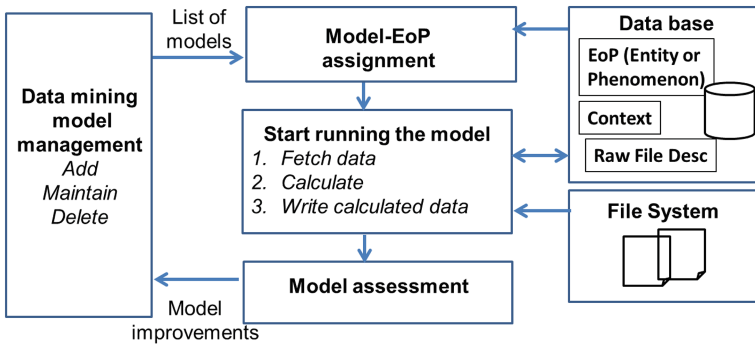 List of
models
Data mining
model
management
Add
Maintain
Delete
Model-EoP
assignment
Start running the model
1. Fetch data
2. Calculate
3. Write calculated data
Model assessment
Model
improvements
Data base
EoP (Entity or
Phenomenon)
Context
Raw File Desc
File System